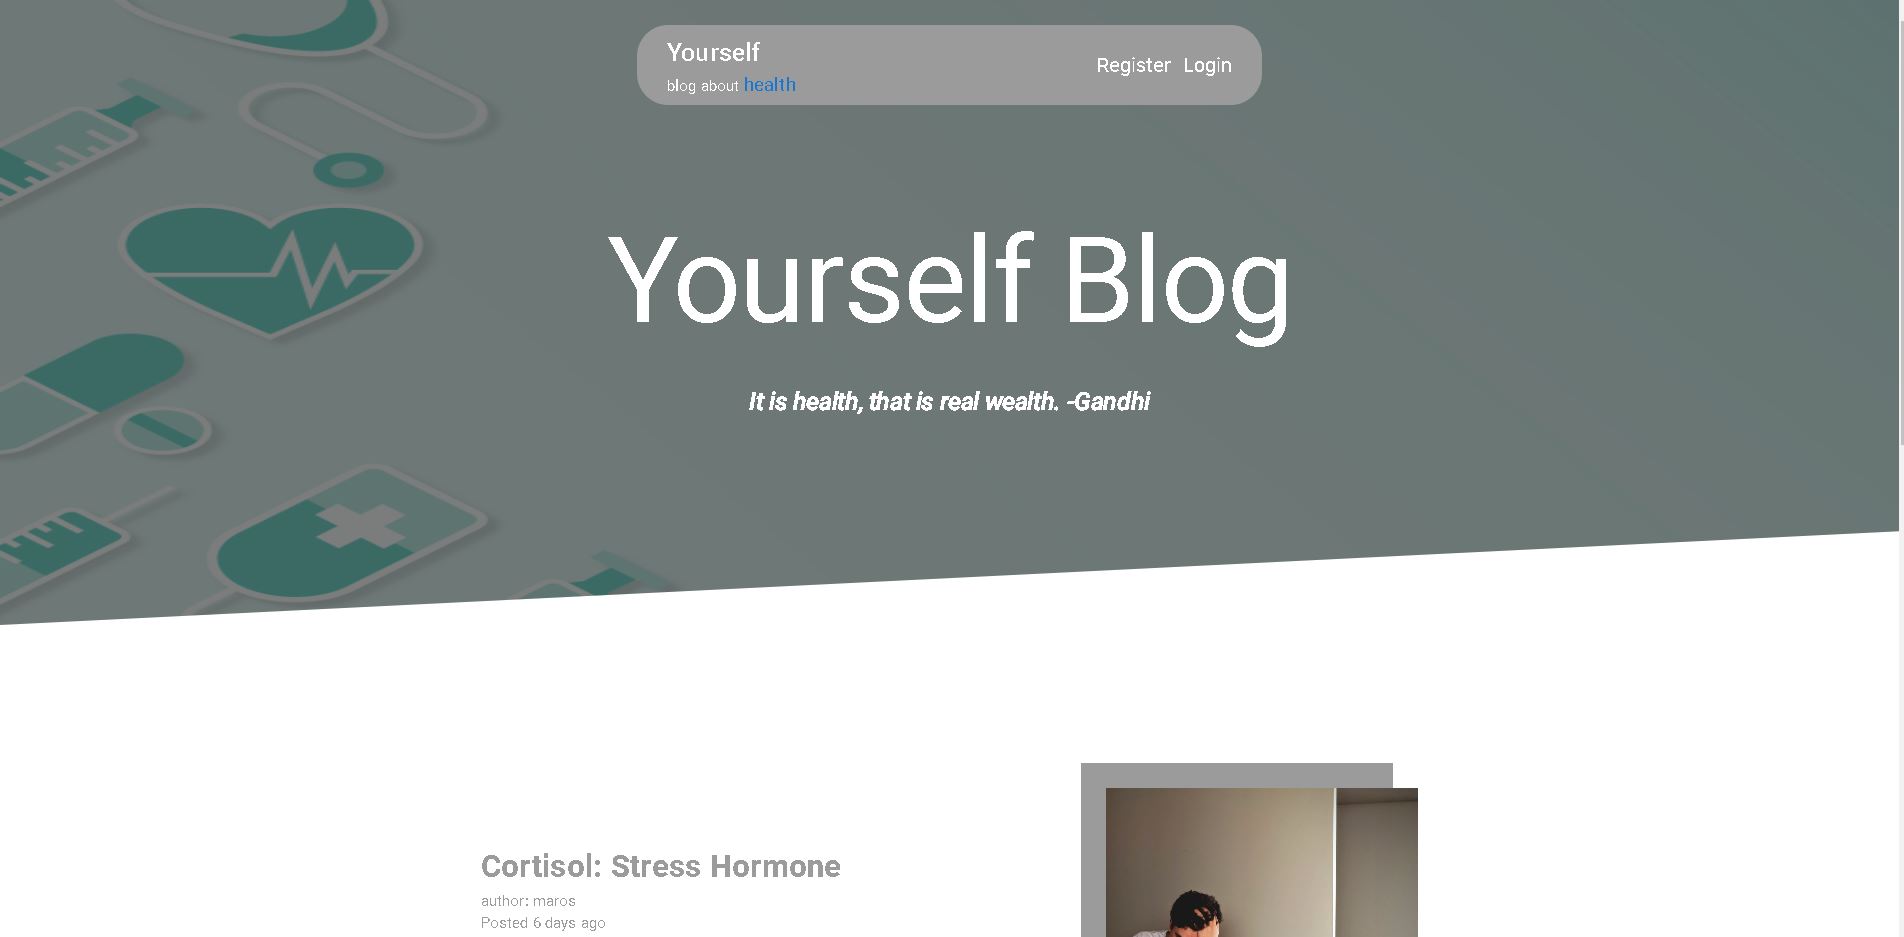 Yourself
blog about health
Register Login
Yourself Blog
It is health, that is real wealth. -Gandhi
Cortisol: Stress Hormone
author: maros
Posted 6 days ago